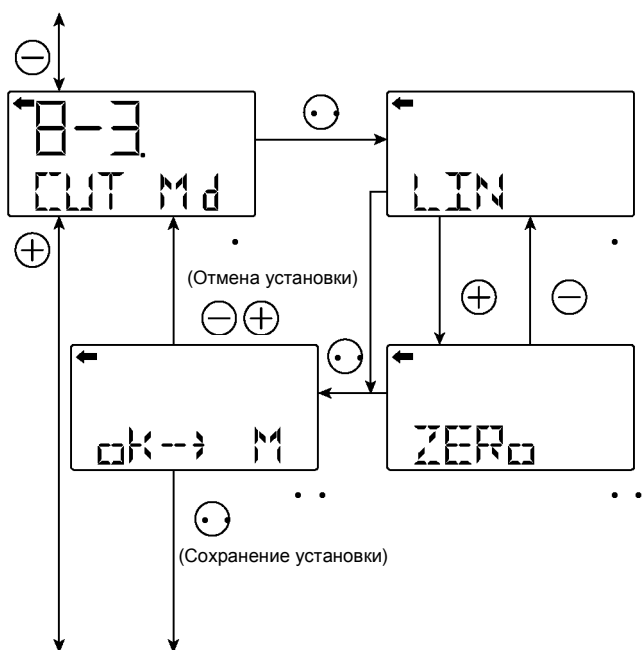 8-3.
CUT Md
LIN
(Отмена установки)
oK--> M
ZERo
(Сохранение установки)